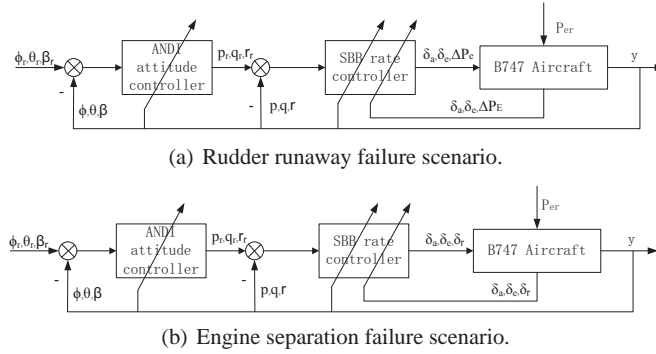 P_er
ϕ_r,θ_r,β_r
ANDI
attitude
controller
p_r,q_r,r_r
SBB rate
controller
δ_a,δ_e,ΔP_e
B747 Aircraft
y
-
-
ϕ,θ,β
p,q,r
δ_a,δ_e,ΔP_E
(a) Rudder runaway failure scenario.
P_er
ϕ_r,θ_r,β_r
ANDI
attitude
controller
p_r,q_r,r_r
SBB rate
controller
δ_a,δ_e,δ_r
B747 Aircraft
y
-
-
ϕ,θ,β
p,q,r
δ_a,δ_e,δ_r
(b) Engine separation failure scenario.